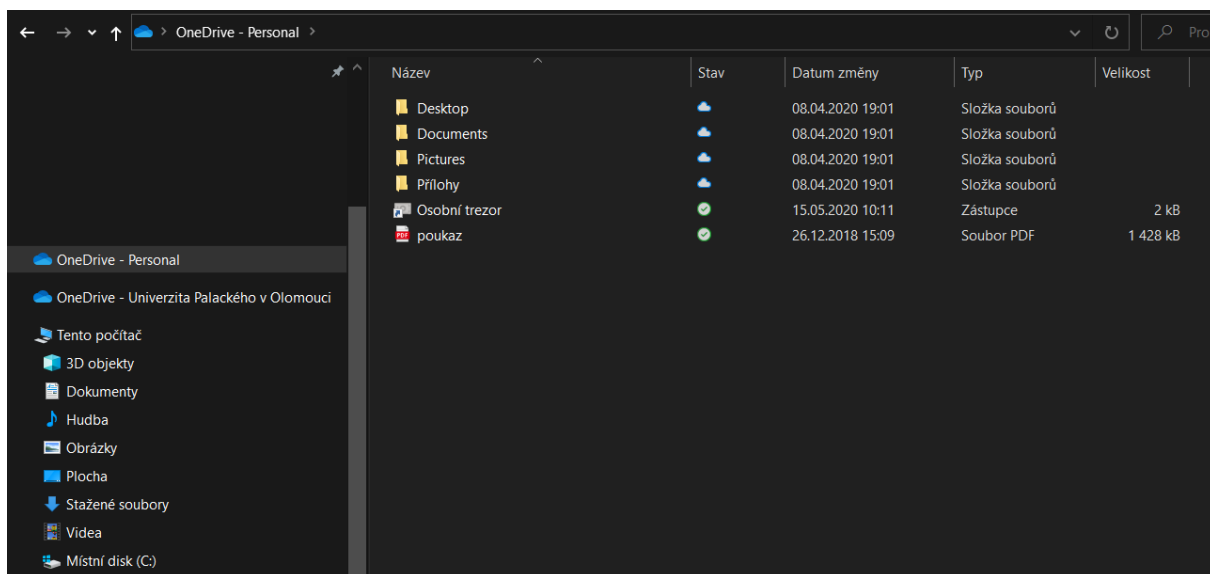 OneDrive - Personal
Pro
Název Stav Datum změny Typ Velikost
Desktop 08.04.2020 19:01 Složka souborů
Documents 08.04.2020 19:01 Složka souborů
Pictures 08.04.2020 19:01 Složka souborů
Přílohy 08.04.2020 19:01 Složka souborů
Osobní trezor 15.05.2020 10:11 Zástupce 2 kB
PDF poukaz 26.12.2018 15:09 Soubor PDF 1 428 kB
OneDrive - Personal
OneDrive - Univerzita Palackého v Olomouci
Tento počítač
3D objekty
Dokumenty
Hudba
Obrázky
Plocha
Stažené soubory
Videa
Místní disk (C:)